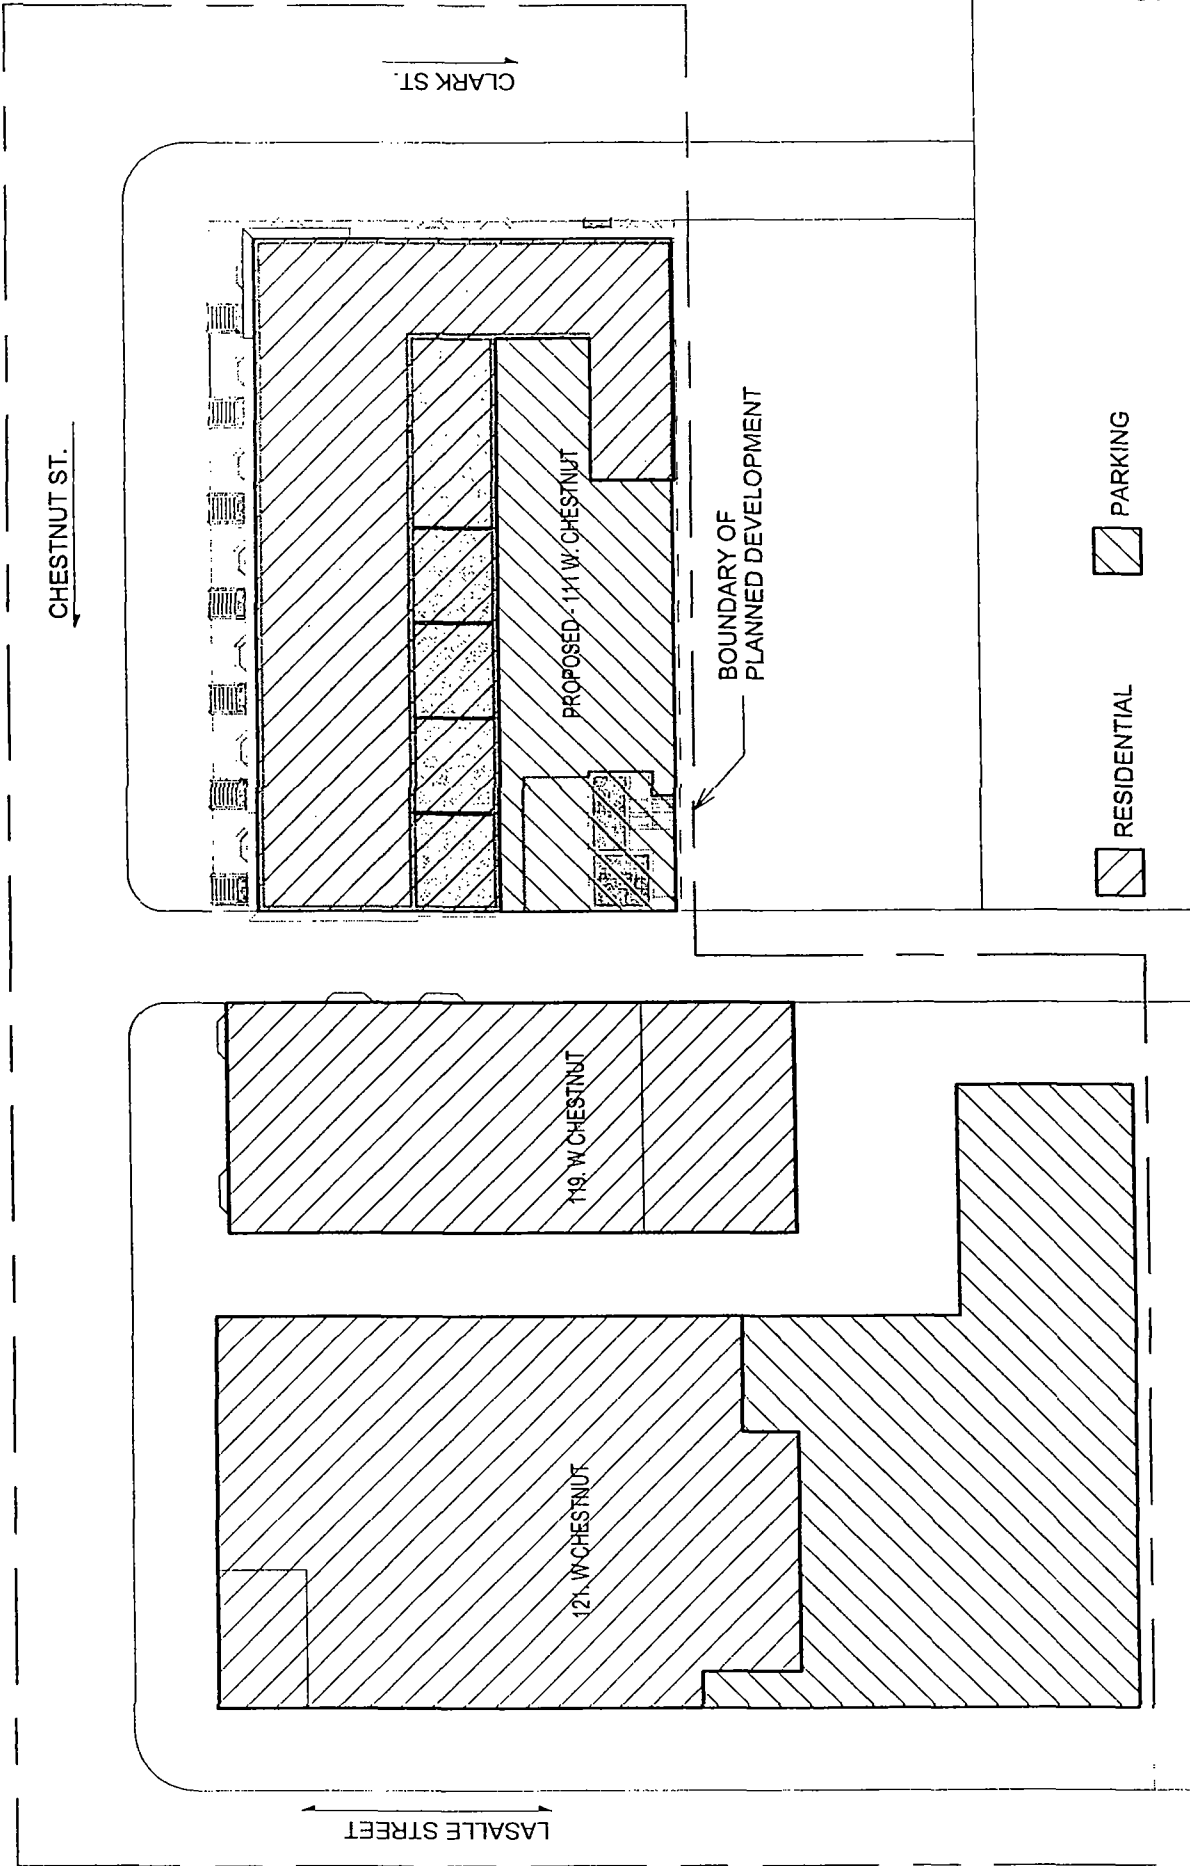 CHESTNUT ST.
CLARK ST.
PROPOSED - 111 W. CHESTNUT
BOUNDARY OF
PLANNED DEVELOPMENT
119. W CHESTNUT
121. W CHESTNUT
LASALLE STREET
RESIDENTIAL
PARKING